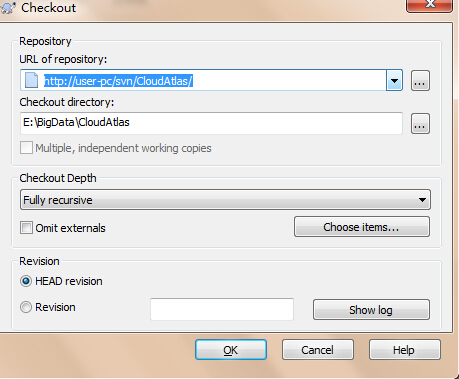 Checkout
Repository
URL of repository:
http://user-pc/svn/CloudAtlas/
...
Checkout directory:
E:\BigData\CloudAtlas
...
Multiple, independent working copies
Checkout Depth
Fully recursive
Omit externals
Choose items...
Revision
HEAD revision
Revision
Show log
OK
Cancel
Help